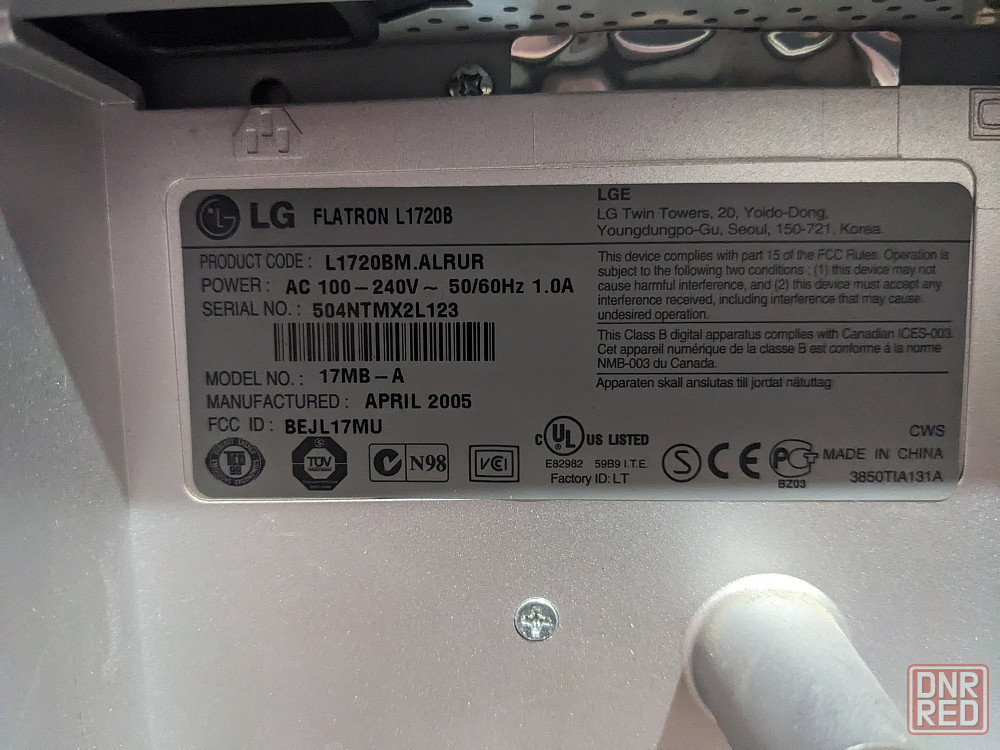 LG FLATRON L1720B
PRODUCT CODE : L1720BM.ALRUR
POWER : AC 100-240V~ 50/60Hz 1.0A
SERIAL NO. : 504NTMX2L123
MODEL NO. : 17MB-A
MANUFACTURED : APRIL 2005
FCC ID : BEJL17MU
LGE
LG Twin Towers, 20, Yoido-Dong,
Youngdungpo-Gu, Seoul, 150-721, Korea
This device complies with part 15 of the FCC Rules. Operation is
subject to the following two conditions : (1) this device may not
cause harmful interference, and (2) this device must accept any
interference received, including interference that may cause
undesired operation.
This Class B digital apparatus complies with Canadian ICES-003.
Cet appareil numérique de la classe B est conforme à la norme
NMB-003 du Canada.
Apparaten skall anslutas till jordat nätuttag
TCO
TÜV
N98
VCI
c UL US LISTED
E82982 59B9 I.T.E.
Factory ID: LT
S
CE
BZ03
CWS
MADE IN CHINA
3850TIA131A
DNR
RED